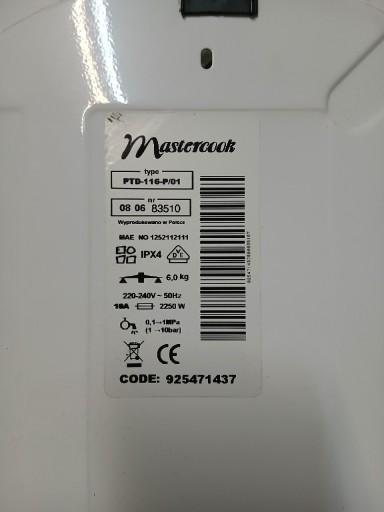 Mastercook
type
PTD-116-P/01
nr
08 06 83510
Wyprodukowano w Polsce
MAE NO 1252112111
IPX4
6,0 kg
220-240V ~ 50Hz
10A 2250 W
0,1→1MPa
(1→10bar)
CE
CODE: 925471437